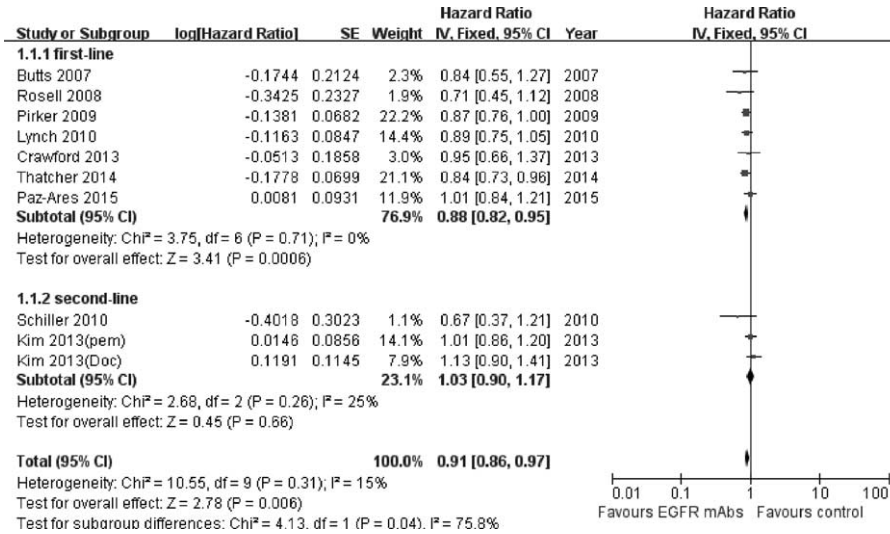 Hazard Ratio Hazard Ratio
Study or Subgroup log[Hazard Ratio] SE Weight IV, Fixed, 95% CI Year IV, Fixed, 95% CI
1.1.1 first-line
Butts 2007 -0.1744 0.2124 2.3% 0.84 [0.55, 1.27] 2007
Rosell 2008 -0.3425 0.2327 1.9% 0.71 [0.45, 1.12] 2008
Pirker 2009 -0.1381 0.0682 22.2% 0.87 [0.76, 1.00] 2009
Lynch 2010 -0.1163 0.0847 14.4% 0.89 [0.75, 1.05] 2010
Crawford 2013 -0.0513 0.1858 3.0% 0.95 [0.66, 1.37] 2013
Thatcher 2014 -0.1778 0.0699 21.1% 0.84 [0.73, 0.96] 2014
Paz-Ares 2015 0.0081 0.0931 11.9% 1.01 [0.84, 1.21] 2015
Subtotal (95% CI) 76.9% 0.88 [0.82, 0.95]
Heterogeneity: Chi² = 3.75, df = 6 (P = 0.71); I² = 0%
Test for overall effect: Z = 3.41 (P = 0.0006)
1.1.2 second-line
Schiller 2010 -0.4018 0.3023 1.1% 0.67 [0.37, 1.21] 2010
Kim 2013(pem) 0.0146 0.0856 14.1% 1.01 [0.86, 1.20] 2013
Kim 2013(Doc) 0.1191 0.1145 7.9% 1.13 [0.90, 1.41] 2013
Subtotal (95% CI) 23.1% 1.03 [0.90, 1.17]
Heterogeneity: Chi² = 2.68, df = 2 (P = 0.26); I² = 25%
Test for overall effect: Z = 0.45 (P = 0.66)
Total (95% CI) 100.0% 0.91 [0.86, 0.97]
Heterogeneity: Chi² = 10.55, df = 9 (P = 0.31); I² = 15%
Test for overall effect: Z = 2.78 (P = 0.006)
Test for subgroup differences: Chi² = 4.13, df = 1 (P = 0.04), I² = 75.8%
0.01 0.1 1 10 100
Favours EGFR mAbs Favours control